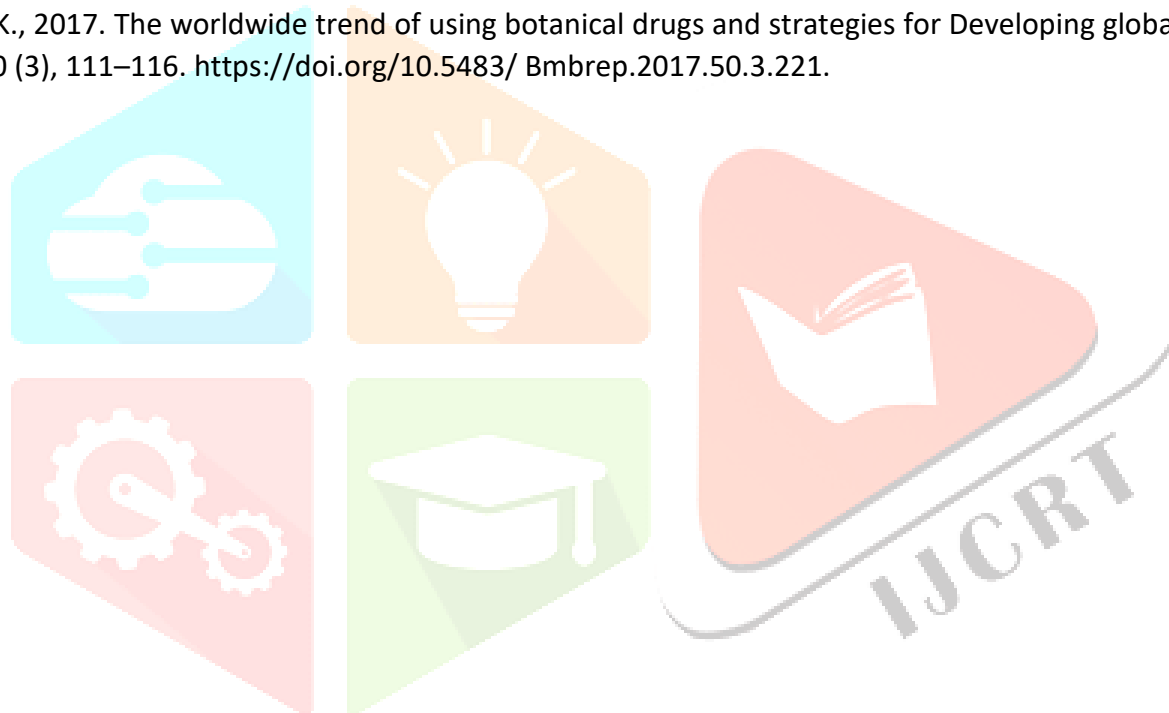 K., 2017. The worldwide trend of using botanical drugs and strategies for Developing globa
0 (3), 111–116. https://doi.org/10.5483/ Bmbrep.2017.50.3.221.
IJCRT